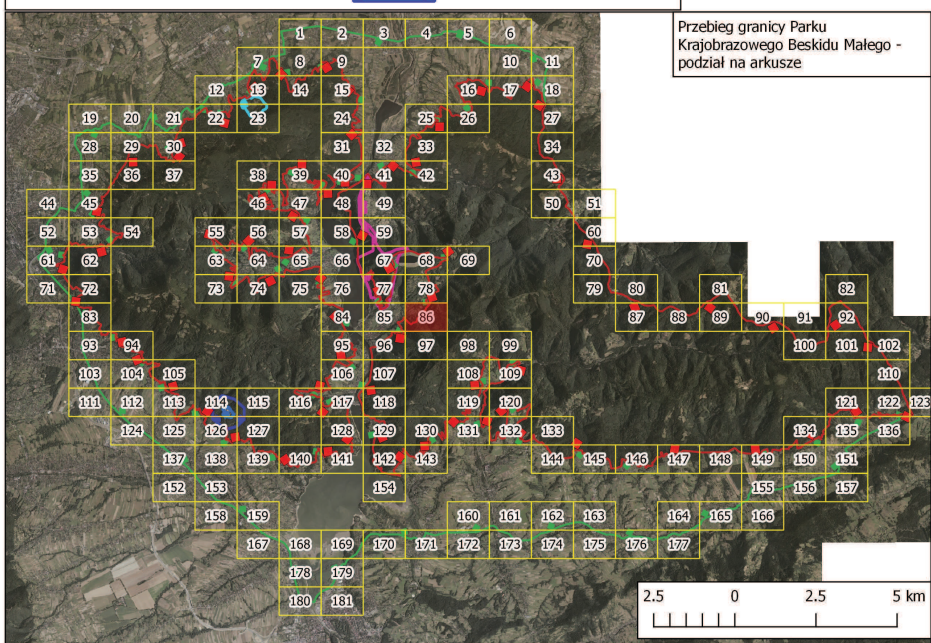 Przebieg granicy Parku
Krajobrazowego Beskidu Małego -
podział na arkusze
1 2 3 4 5 6
7 8 9 10 11
12 13 14 15 16 17 18
19 20 21 22 23 24 25 26 27
28 29 30 31 32 33 34
35 36 37 38 39 40 41 42 43
44 45 46 47 48 49 50 51
52 53 54 55 56 57 58 59 60
61 62 63 64 65 66 67 68 69 70
71 72 73 74 75 76 77 78 79 80 81 82
83 84 85 86 87 88 89 90 91 92
93 94 95 96 97 98 99 100 101 102
103 104 105 106 107 108 109 110
111 112 113 114 115 116 117 118 119 120 121 122 123
124 125 126 127 128 129 130 131 132 133 134 135 136
137 138 139 140 141 142 143 144 145 146 147 148 149 150 151
152 153 154 155 156 157
158 159 160 161 162 163 164 165 166
167 168 169 170 171 172 173 174 175 176 177
178 179
180 181
2.5 0 2.5 5 km